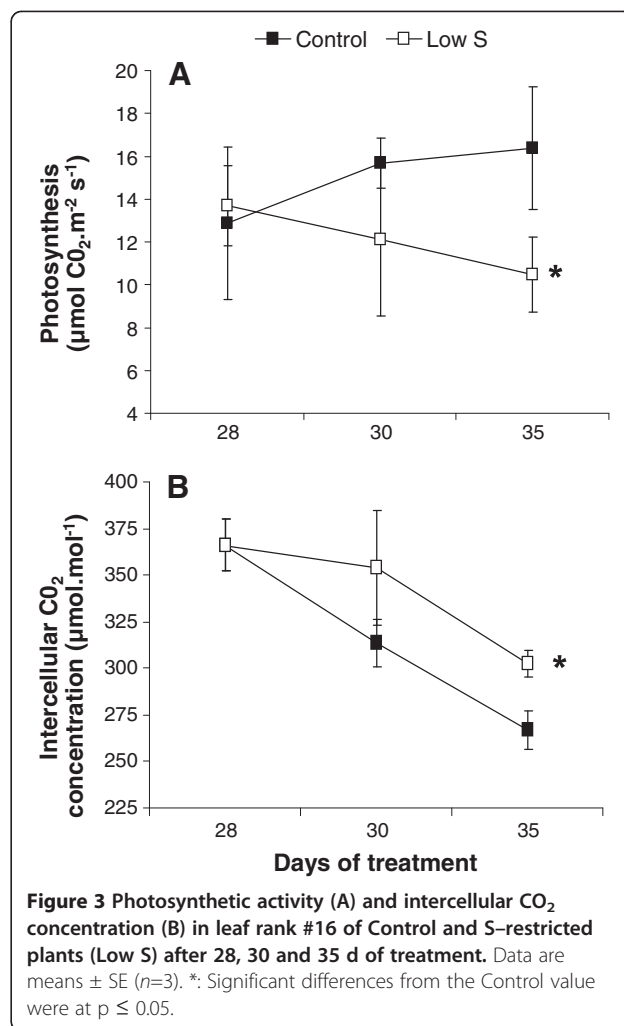 Control Low S
A
20
18
16
14
12
10
8
6
4
Photosynthesis
(µmol C0₂.m⁻² s⁻¹)
*
28 30 35
B
400
375
350
325
300
275
250
225
Intercellular C0₂
concentration (µmol.mol⁻¹)
*
28 30 35
Days of treatment
Figure 3 Photosynthetic activity (A) and intercellular CO₂
concentration (B) in leaf rank #16 of Control and S–restricted
plants (Low S) after 28, 30 and 35 d of treatment. Data are
means ± SE (n=3). *: Significant differences from the Control value
were at p ≤ 0.05.